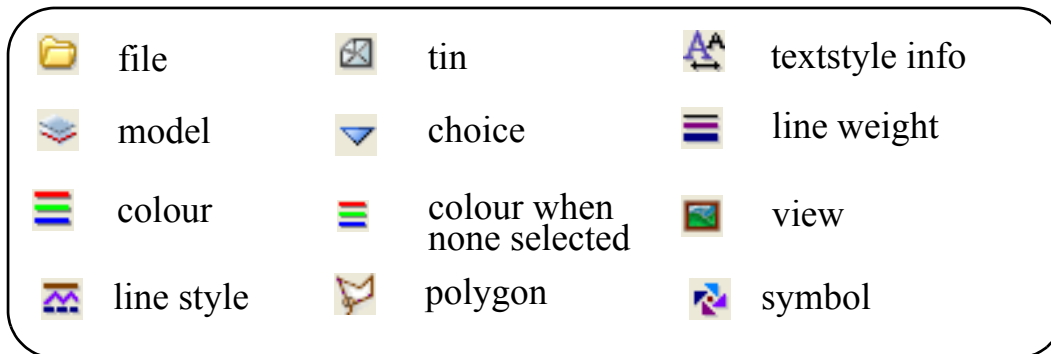 file
tin
textstyle info
model
choice
line weight
colour
colour when
none selected
view
line style
polygon
symbol